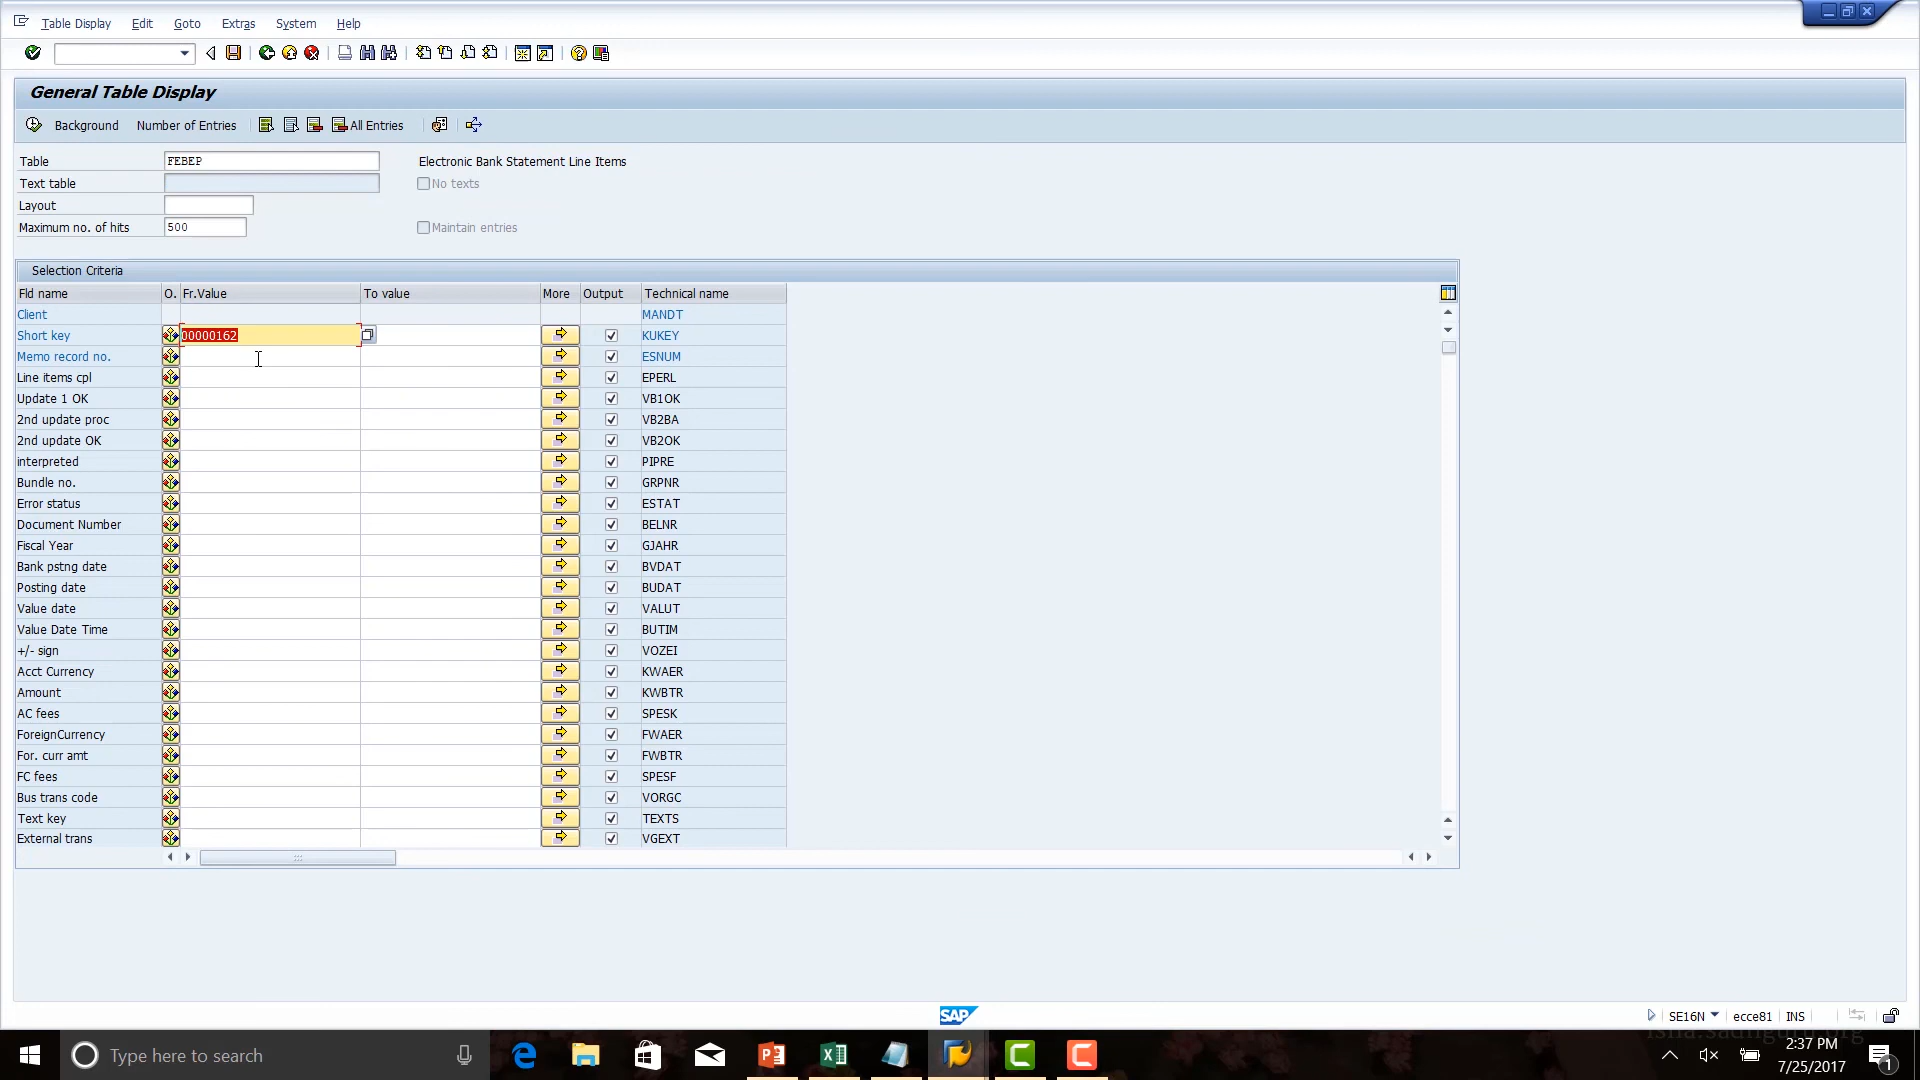 Table Display Edit Goto Extras System Help
General Table Display
Background Number of Entries All Entries
Table FEBEP Electronic Bank Statement Line Items
Text table No texts
Layout
Maximum no. of hits 500 Maintain entries
Selection Criteria
Fld name O. Fr.Value To value More Output Technical name
Client MANDT
Short key 00000162 KUKEY
Memo record no. ESNUM
Line items cpl EPERL
Update 1 OK VB1OK
2nd update proc VB2BA
2nd update OK VB2OK
interpreted PIPRE
Bundle no. GRPNR
Error status ESTAT
Document Number BELNR
Fiscal Year GJAHR
Bank pstng date BVDAT
Posting date BUDAT
Value date VALUT
Value Date Time BUTIM
+/- sign VOZEI
Acct Currency KWAER
Amount KWBTR
AC fees SPESK
ForeignCurrency FWAER
For. curr amt FWBTR
FC fees SPESF
Bus trans code VORGC
Text key TEXTS
External trans VGEXT
SAP SE16N ecce81 INS
isha.sadhguru.org
Type here to search 2:37 PM
7/25/2017 1